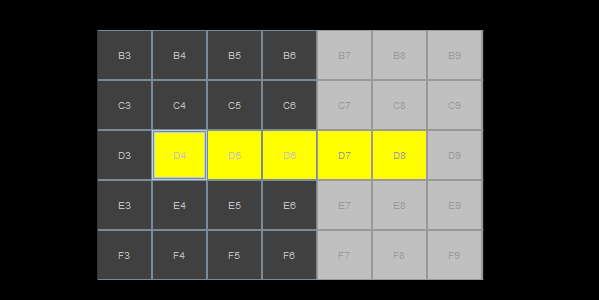 B3 B4 B5 B6 B7 B8 B9
C3 C4 C5 C6 C7 C8 C9
D3 D4 D5 D6 D7 D8 D9
E3 E4 E5 E6 E7 E8 E9
F3 F4 F5 F6 F7 F8 F9